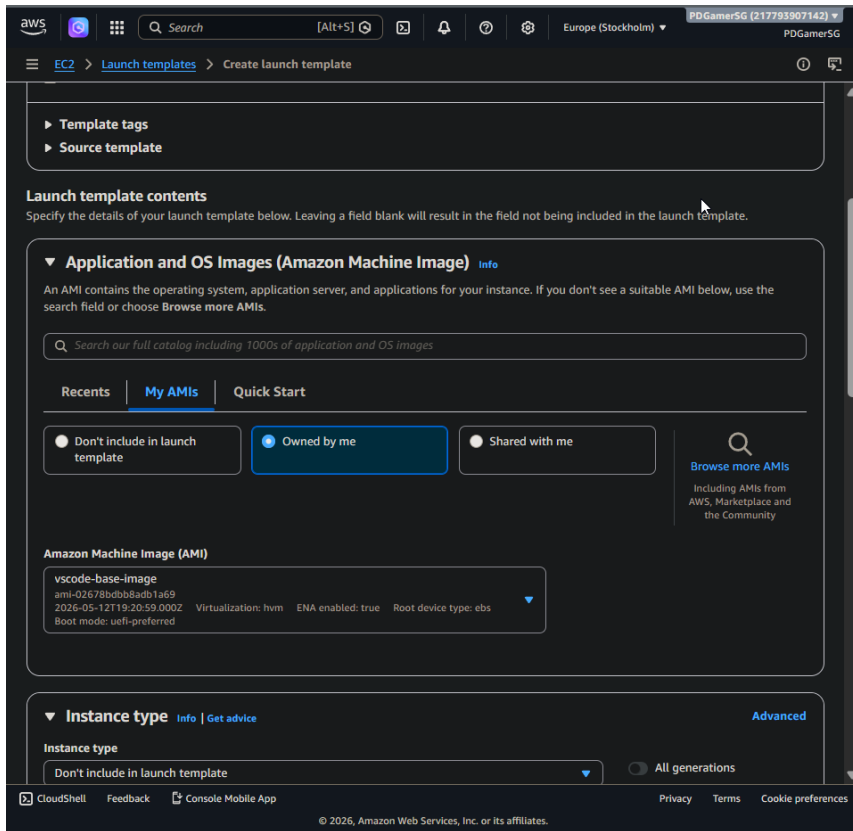 aws
Search [Alt+S]
Europe (Stockholm) ▼
PDGamerSG (217793907142) ▼
PDGamerSG
EC2 > Launch templates > Create launch template
Template tags
Source template
Launch template contents
Specify the details of your launch template below. Leaving a field blank will result in the field not being included in the launch template.
Application and OS Images (Amazon Machine Image) Info
An AMI contains the operating system, application server, and applications for your instance. If you don't see a suitable AMI below, use the
search field or choose Browse more AMIs.
Search our full catalog including 1000s of application and OS images
Recents My AMIs Quick Start
Don't include in launch
template
Owned by me
Shared with me
Browse more AMIs
Including AMIs from
AWS, Marketplace and
the Community
Amazon Machine Image (AMI)
vscode-base-image
ami-02678bdbb8adb1a69
2026-05-12T19:20:59.000Z Virtualization: hvm ENA enabled: true Root device type: ebs
Boot mode: uefi-preferred
Instance type Info | Get advice
Advanced
Instance type
Don't include in launch template
All generations
CloudShell Feedback Console Mobile App Privacy Terms Cookie preferences
© 2026, Amazon Web Services, Inc. or its affiliates.